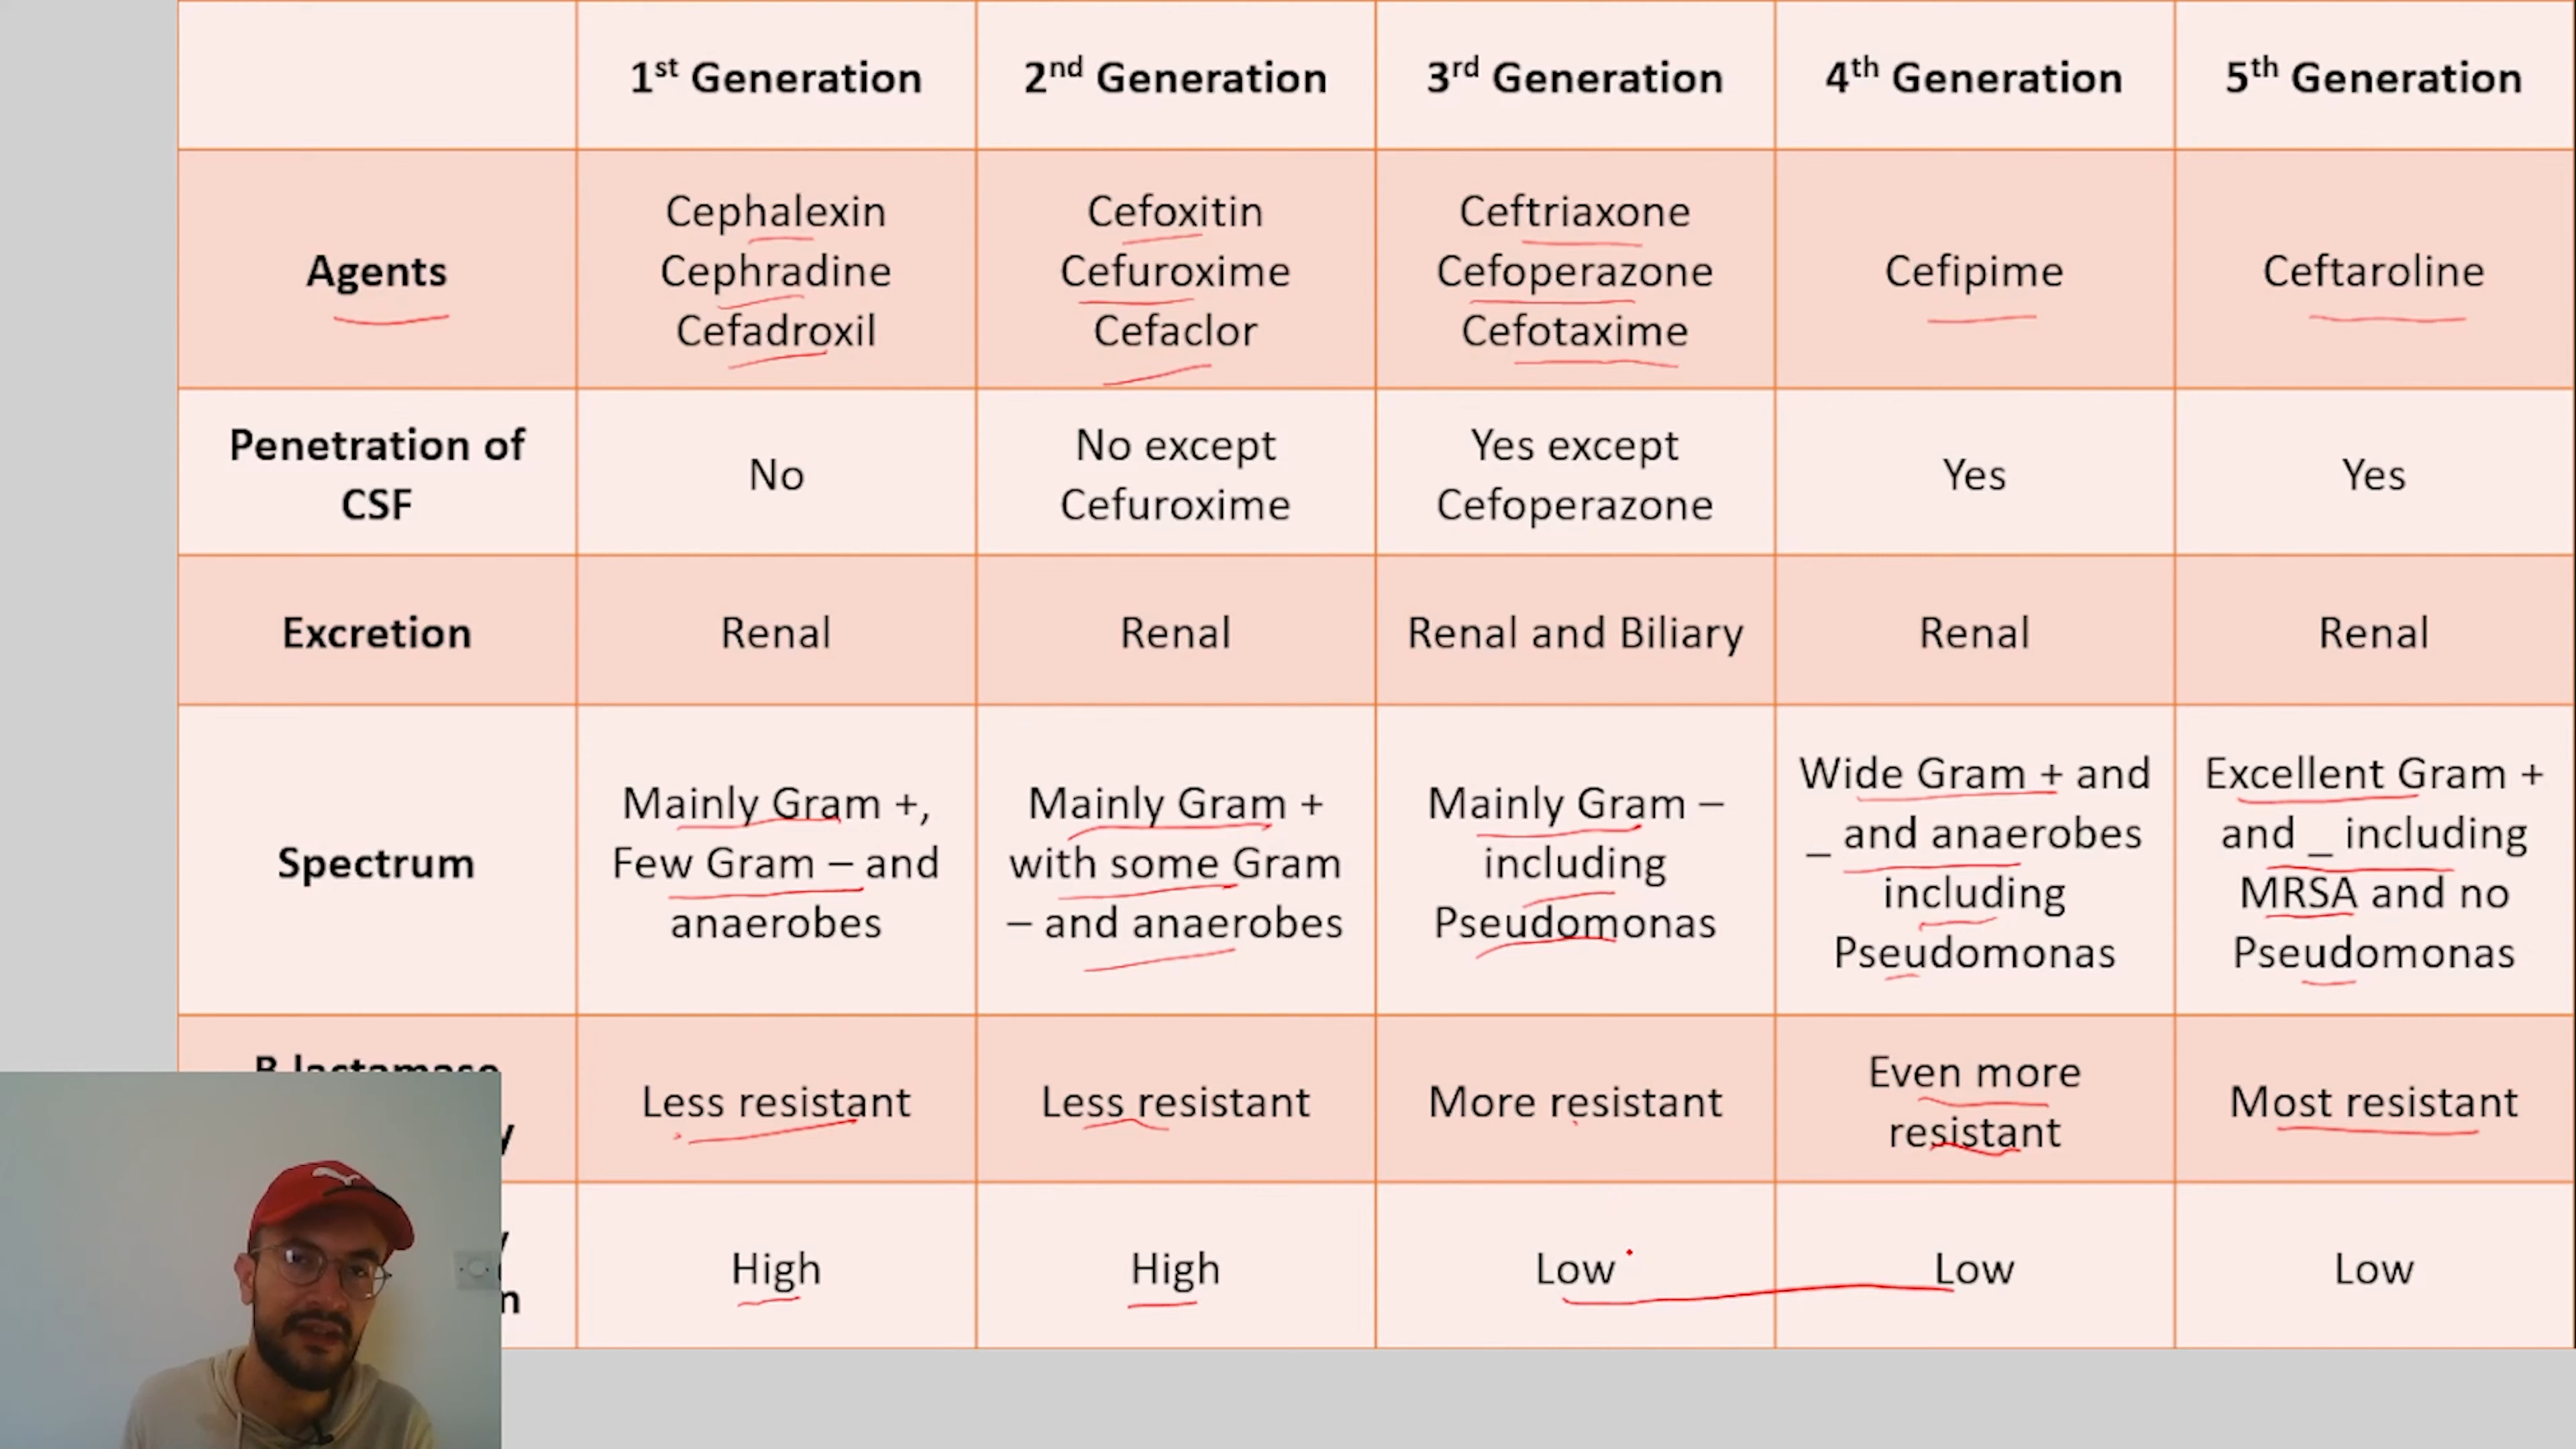 1st Generation
2nd Generation
3rd Generation
4th Generation
5th Generation
Agents
Cephalexin
Cephradine
Cefadroxil
Cefoxitin
Cefuroxime
Cefaclor
Ceftriaxone
Cefoperazone
Cefotaxime
Cefipime
Ceftaroline
Penetration of
CSF
No
No except
Cefuroxime
Yes except
Cefoperazone
Yes
Yes
Excretion
Renal
Renal
Renal and Biliary
Renal
Renal
Spectrum
Mainly Gram +,
Few Gram – and
anaerobes
Mainly Gram +
with some Gram
– and anaerobes
Mainly Gram –
including
Pseudomonas
Wide Gram + and
_ and anaerobes
including
Pseudomonas
Excellent Gram +
and _ including
MRSA and no
Pseudomonas
Less resistant
Less resistant
More resistant
Even more
resistant
Most resistant
High
High
Low
Low
Low